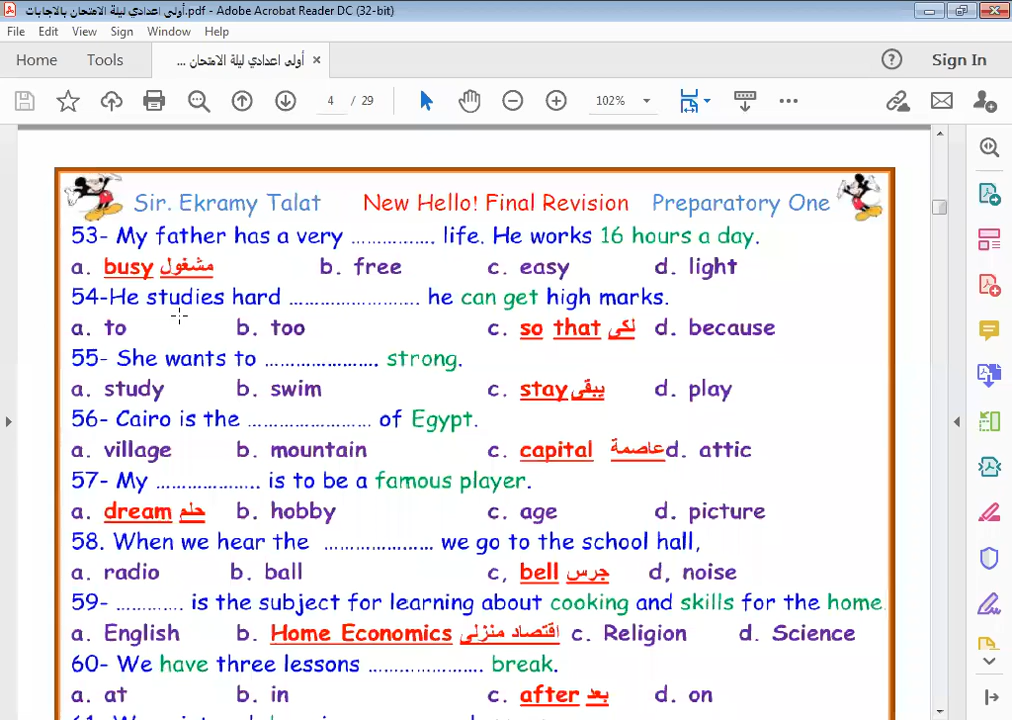 أولى اعدادي ليلة الامتحان بالاجابات.pdf - Adobe Acrobat Reader DC (32-bit)
File Edit View Sign Window Help
Home Tools أولى اعدادي ليلة الامتحان ... × Sign In
4 / 29 102%
Sir. Ekramy Talat New Hello! Final Revision Preparatory One
53- My father has a very ............... life. He works 16 hours a day.
a. busy مشغول b. free c. easy d. light
54-He studies hard ........................ he can get high marks.
a. to b. too c. so that لكى d. because
55- She wants to ..................... strong.
a. study b. swim c. stay يبقى d. play
56- Cairo is the ....................... of Egypt.
a. village b. mountain c. capital عاصمة d. attic
57- My ................... is to be a famous player.
a. dream حلم b. hobby c. age d. picture
58. When we hear the .................... we go to the school hall,
a. radio b. ball c, bell جرس d, noise
59- ............ is the subject for learning about cooking and skills for the home.
a. English b. Home Economics اقتصاد منزلى c. Religion d. Science
60- We have three lessons ..................... break.
a. at b. in c. after بعد d. on